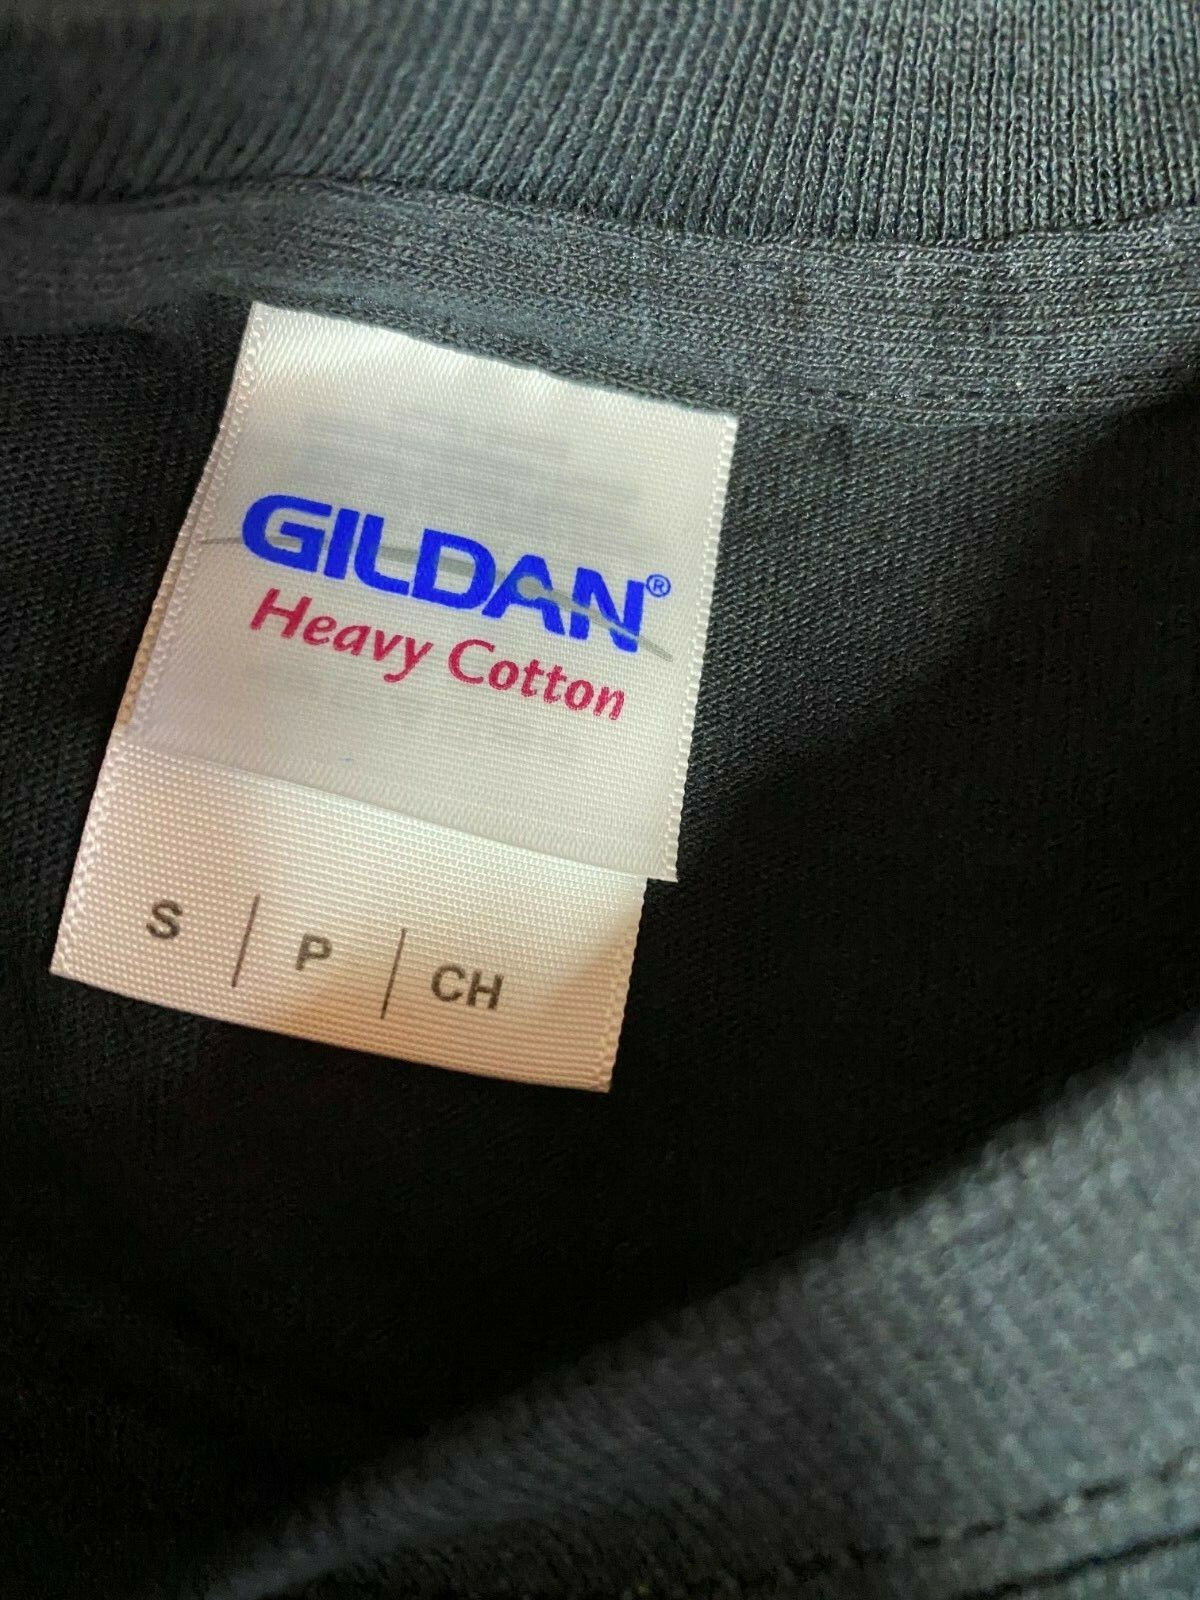 GILDAN®
Heavy Cotton
S | P | CH